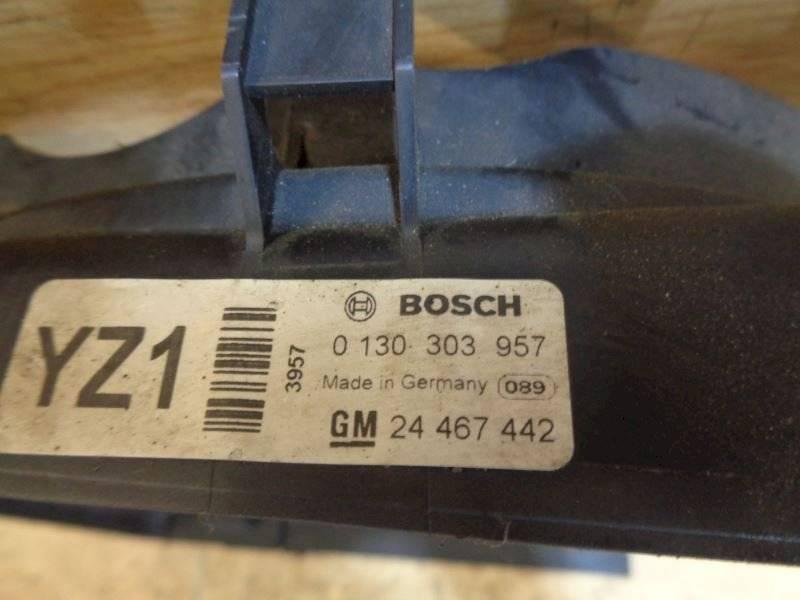 YZ1
3957
BOSCH
0 130 303 957
Made in Germany 089
GM 24 467 442